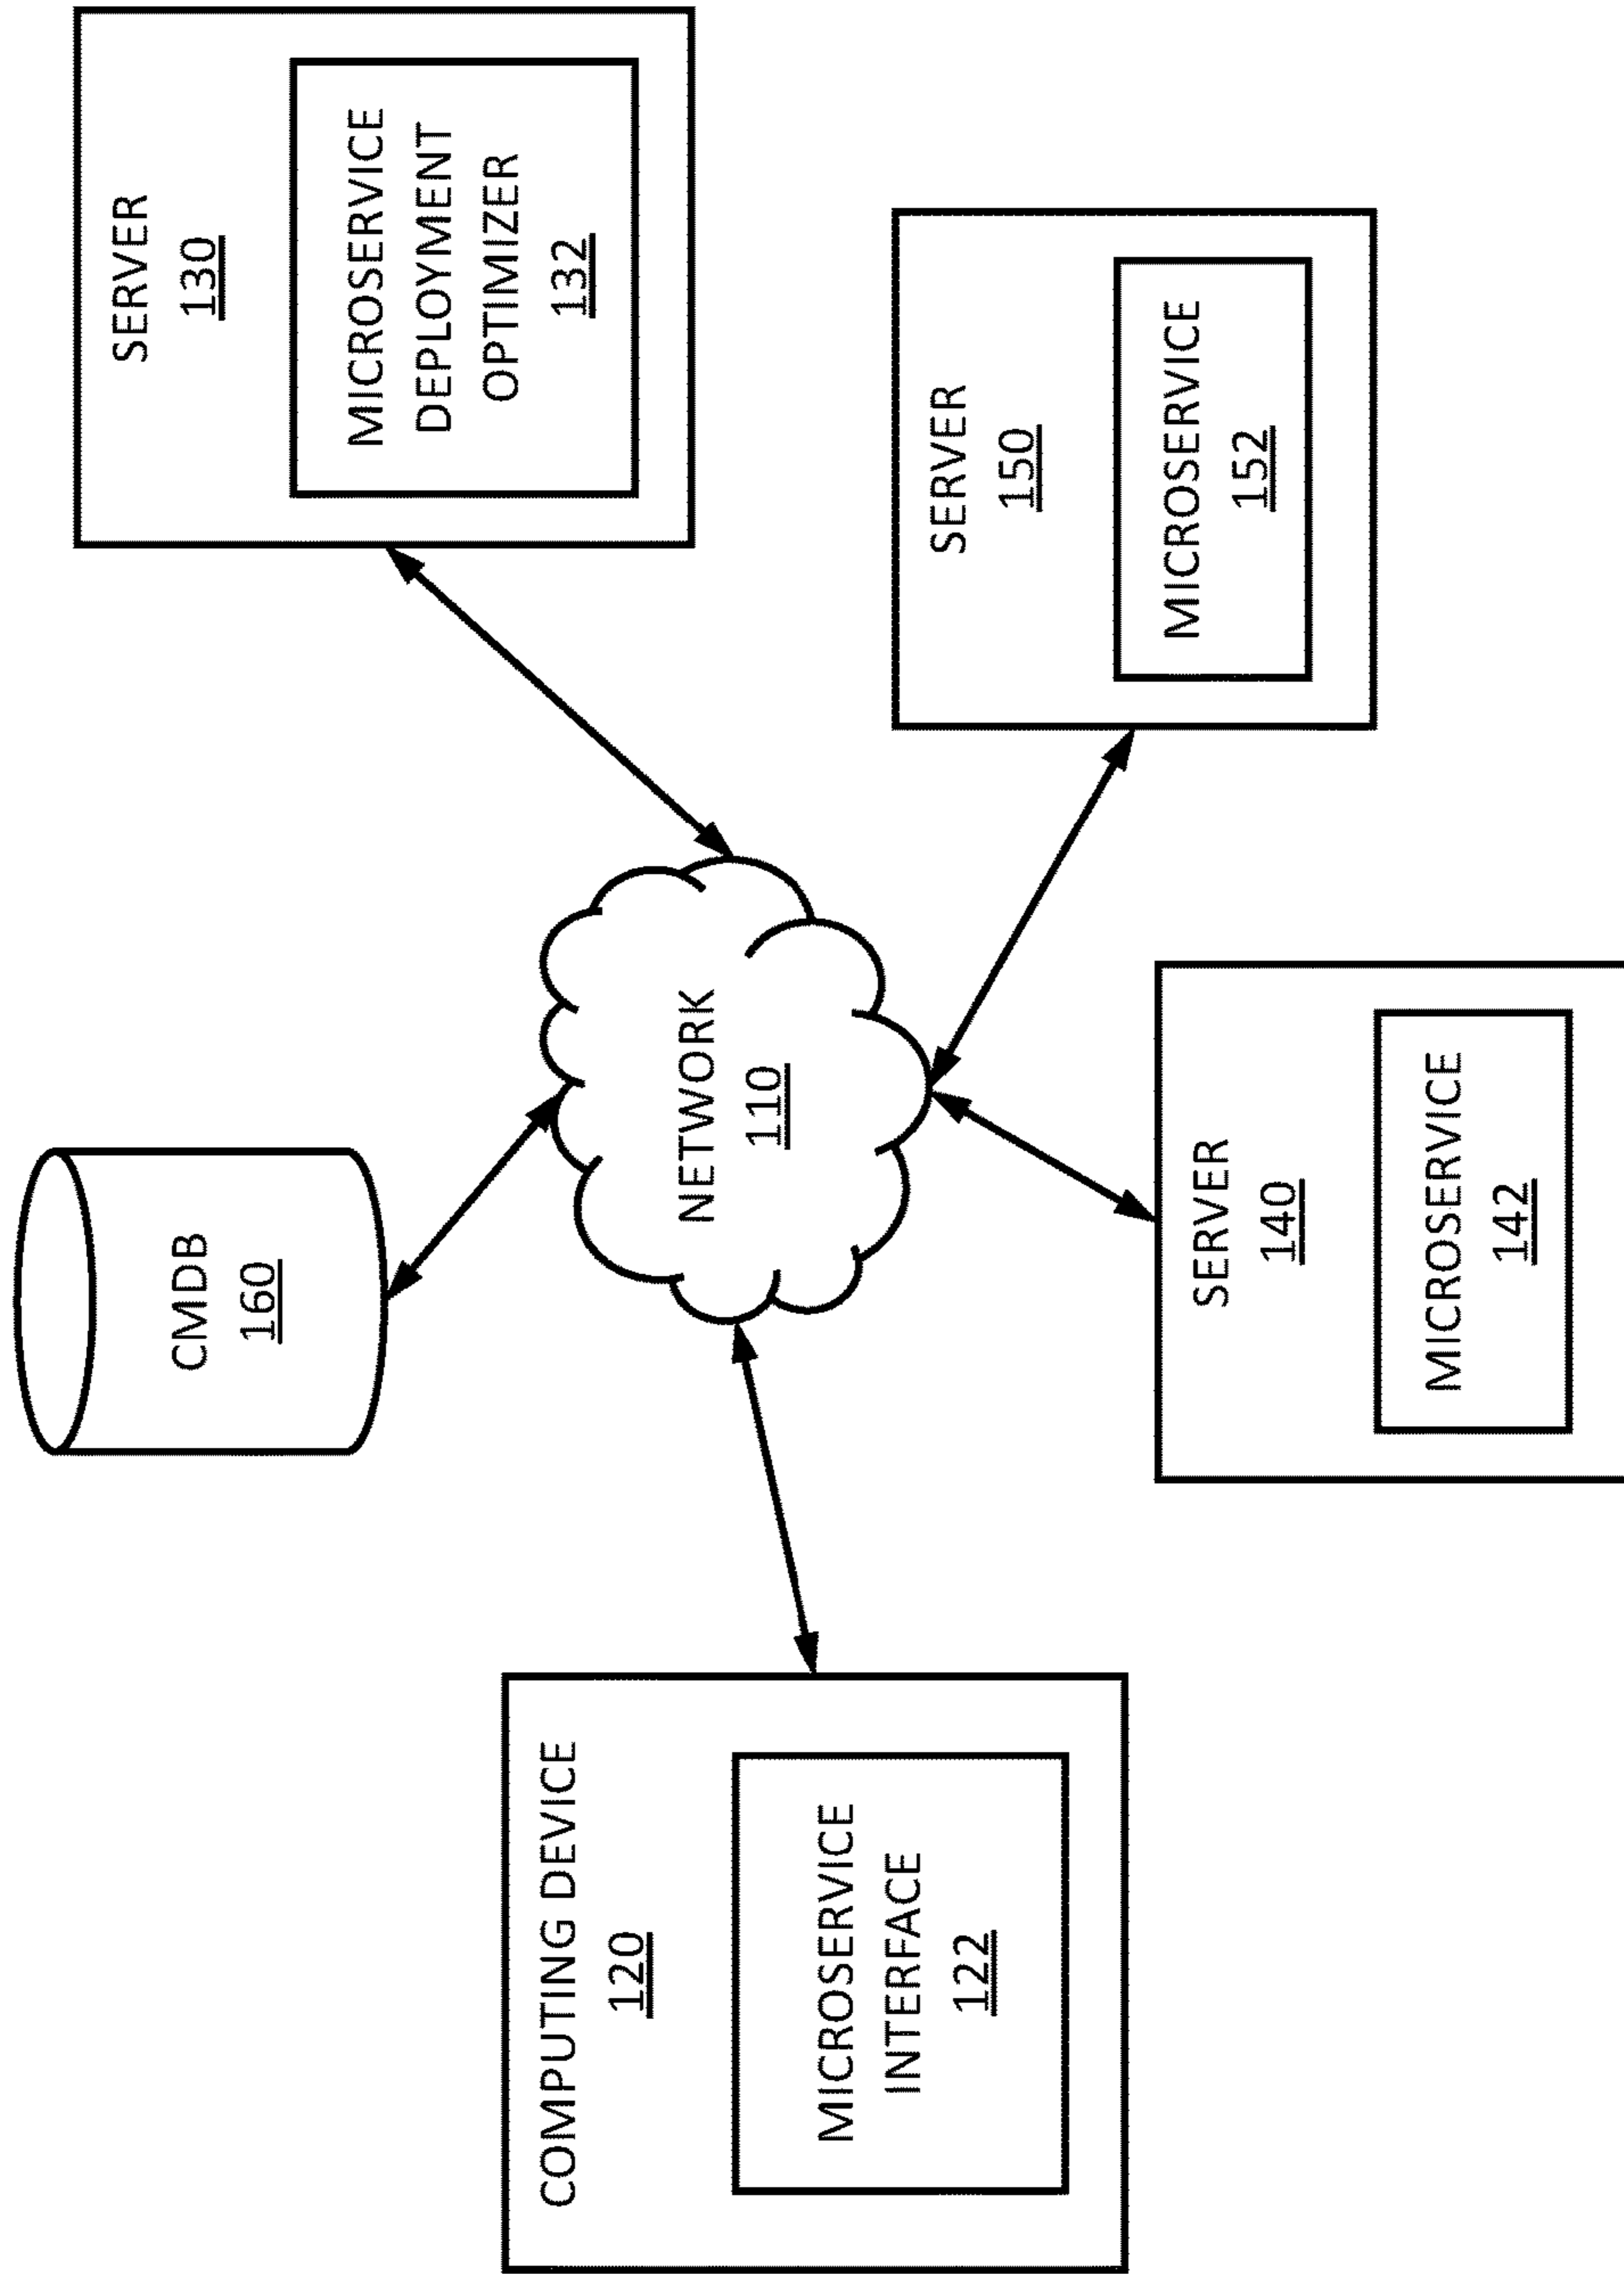 CMDB
160
SERVER
130
MICROSERVICE
DEPLOYMENT
OPTIMIZER
132
COMPUTING DEVICE
120
MICROSERVICE
INTERFACE
122
NETWORK
110
SERVER
150
MICROSERVICE
152
SERVER
140
MICROSERVICE
142